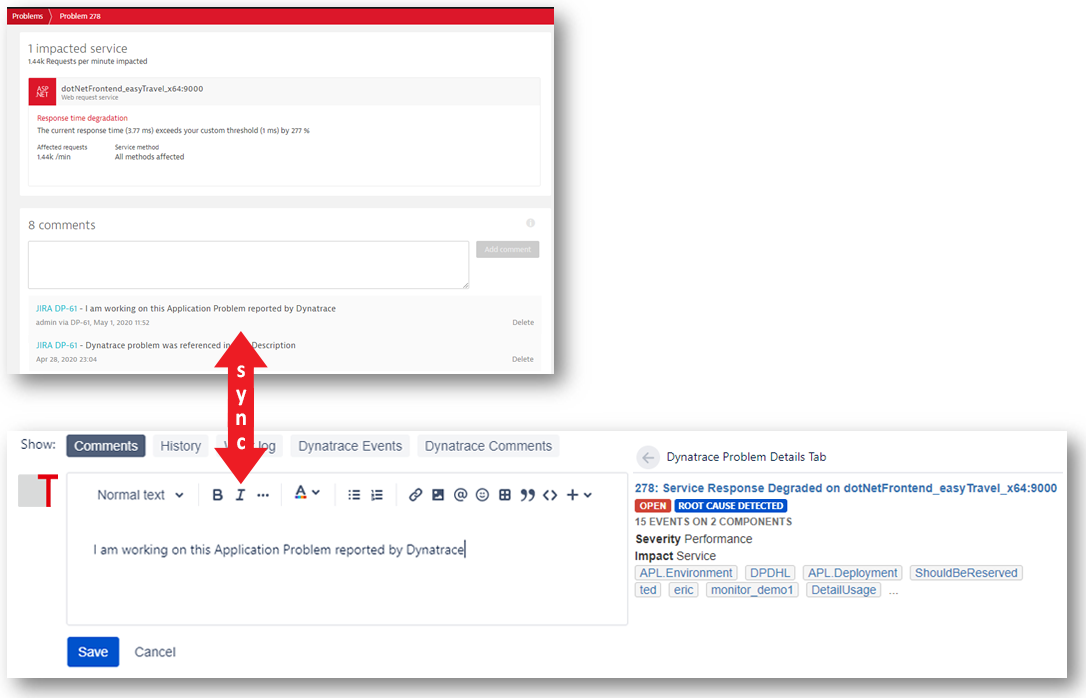 Problems Problem 278
1 impacted service
1.44k Requests per minute impacted
ASP .NET
dotNetFrontend_easyTravel_x64:9000
Web request service
Response time degradation
The current response time (3.77 ms) exceeds your custom threshold (1 ms) by 277 %
Affected requests Service method
1.44k /min All methods affected
8 comments
Add comment
JIRA DP-61 - I am working on this Application Problem reported by Dynatrace
admin via DP-61, May 1, 2020 11:52 Delete
JIRA DP-61 - Dynatrace problem was referenced in Description
Apr 28, 2020 23:04 Delete
sync
Show: Comments History log Dynatrace Events Dynatrace Comments
T
Normal text B I ... A
I am working on this Application Problem reported by Dynatrace
Save Cancel
Dynatrace Problem Details Tab
278: Service Response Degraded on dotNetFrontend_easyTravel_x64:9000
OPEN ROOT CAUSE DETECTED
15 EVENTS ON 2 COMPONENTS
Severity Performance
Impact Service
APL.Environment DPDHL APL.Deployment ShouldBeReserved
ted eric monitor_demo1 DetailUsage ...